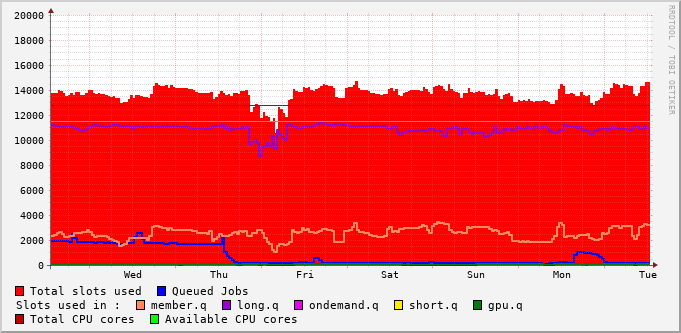 20000
18000
16000
14000
12000
10000
8000
6000
4000
2000
0
Wed Thu Fri Sat Sun Mon Tue
RRDTOOL / TOBI OETIKER
Total slots used Queued Jobs
Slots used in : member.q long.q ondemand.q short.q gpu.q
Total CPU cores Available CPU cores